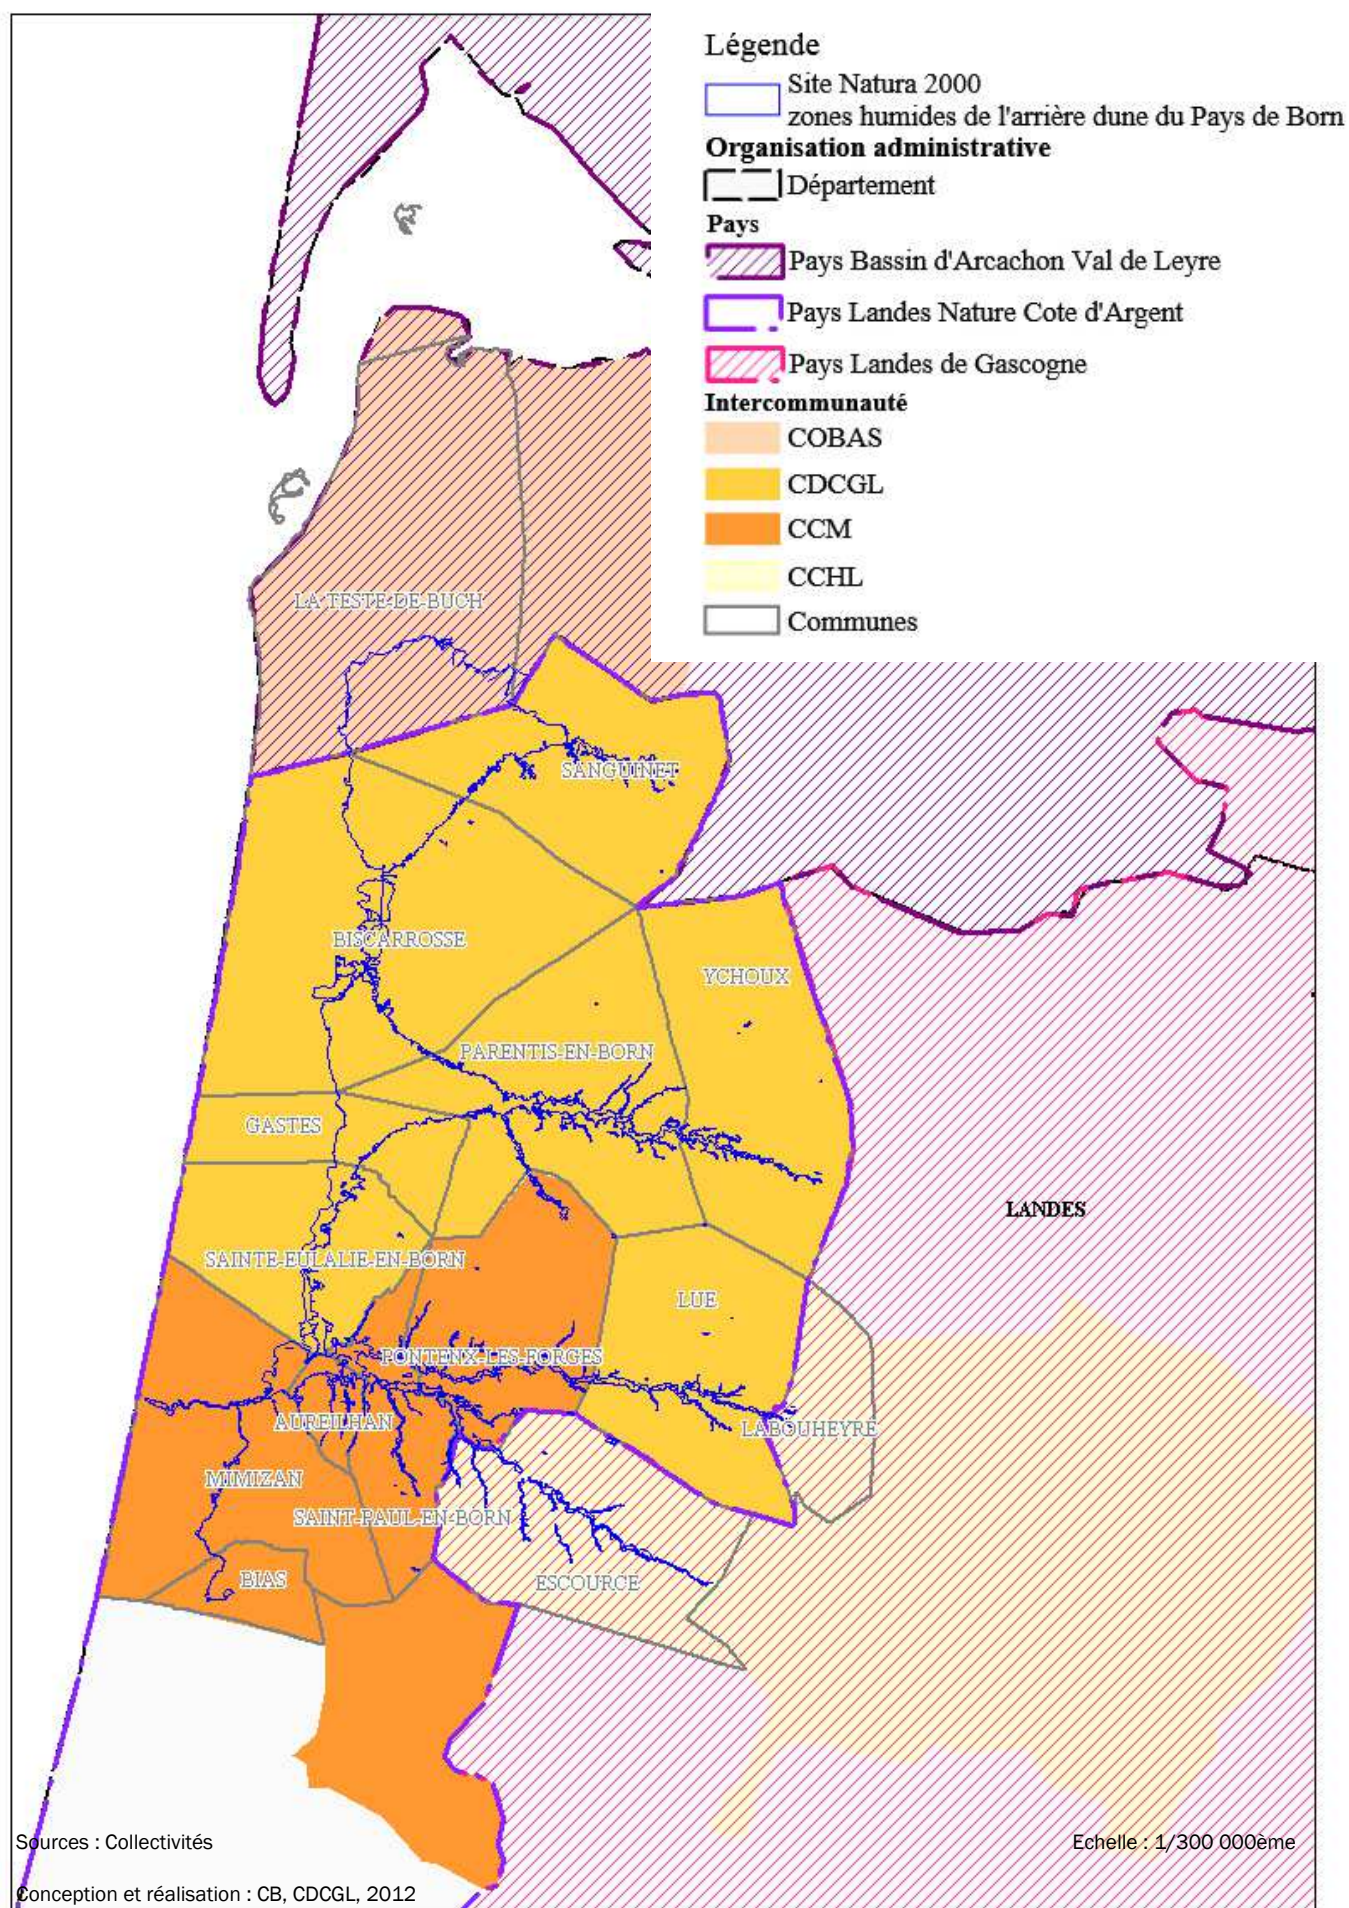 Légende
Site Natura 2000
zones humides de l'arrière dune du Pays de Born
Organisation administrative
Département
Pays
Pays Bassin d'Arcachon Val de Leyre
Pays Landes Nature Cote d'Argent
Pays Landes de Gascogne
Intercommunauté
COBAS
CDCGL
CCM
CCHL
Communes
LA TESTE-DE-BUCH
SANGUINET
BISCARROSSE
YCHOUX
PARENTIS-EN-BORN
GASTES
LANDES
SAINTE-EULALIE-EN-BORN
LUE
PONTENX-LES-FORGES
AUREILHAN
LABOUHEYRE
MIMIZAN
SAINT-PAUL-EN-BORN
BIAS
ESCOURCE
Sources : Collectivités
Echelle : 1/300 000ème
Conception et réalisation : CB, CDCGL, 2012